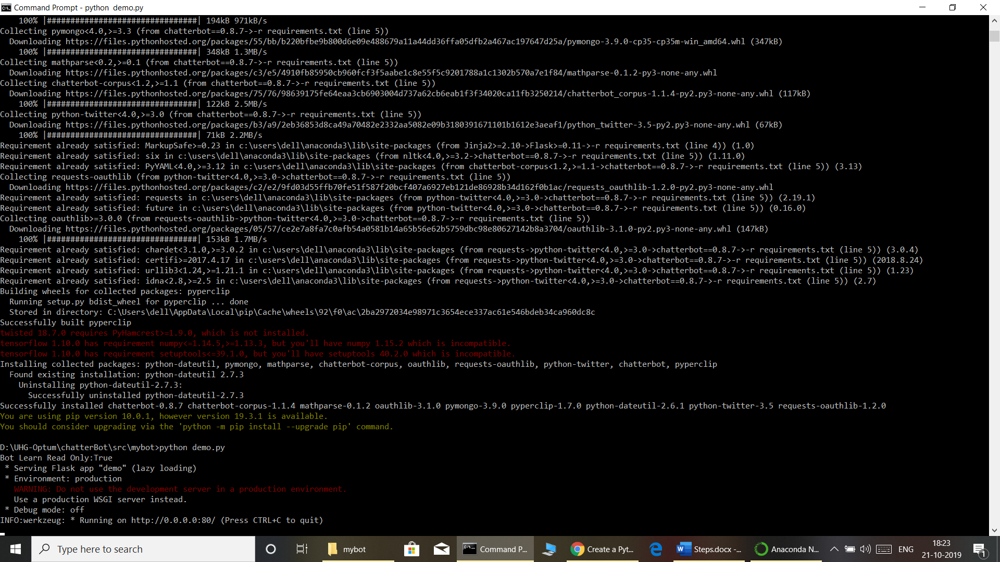 Command Prompt - python  demo.py
    100% |################################| 194kB 971kB/s
Collecting pymongo<4.0,>=3.3 (from chatterbot==0.8.7->-r requirements.txt (line 5))
  Downloading https://files.pythonhosted.org/packages/55/bb/b220bfbe9b800d6e09e488679a11a44dd36ffa05dfb2a467ac197647d25a/pymongo-3.9.0-cp35-cp35m-win_amd64.whl (347kB)
    100% |################################| 348kB 1.3MB/s
Collecting mathparse<0.2,>=0.1 (from chatterbot==0.8.7->-r requirements.txt (line 5))
  Downloading https://files.pythonhosted.org/packages/c3/e5/4910fb85950cb960fcf3f5aabe1c8e55f5c9201788a1c1302b570a7e1f84/mathparse-0.1.2-py3-none-any.whl
Collecting chatterbot-corpus<1.2,>=1.1 (from chatterbot==0.8.7->-r requirements.txt (line 5))
  Downloading https://files.pythonhosted.org/packages/75/76/98639175fe64eaa3cb6903004d737a62cb6eab1f3f34020ca11fb3250214/chatterbot_corpus-1.1.4-py2.py3-none-any.whl (117kB)
    100% |################################| 122kB 2.5MB/s
Collecting python-twitter<4.0,>=3.0 (from chatterbot==0.8.7->-r requirements.txt (line 5))
  Downloading https://files.pythonhosted.org/packages/b3/a9/2eb36853d8ca49a70482e2332aa5082e09b3180391671101b1612e3aeaf1/python_twitter-3.5-py2.py3-none-any.whl (67kB)
    100% |################################| 71kB 2.2MB/s
Requirement already satisfied: MarkupSafe>=0.23 in c:\users\dell\anaconda3\lib\site-packages (from Jinja2>=2.10->Flask>=0.11->-r requirements.txt (line 4)) (1.0)
Requirement already satisfied: six in c:\users\dell\anaconda3\lib\site-packages (from nltk<4.0,>=3.2->chatterbot==0.8.7->-r requirements.txt (line 5)) (1.11.0)
Requirement already satisfied: PyYAML<4.0,>=3.12 in c:\users\dell\anaconda3\lib\site-packages (from chatterbot-corpus<1.2,>=1.1->chatterbot==0.8.7->-r requirements.txt (line 5)) (3.13)
Collecting requests-oauthlib (from python-twitter<4.0,>=3.0->chatterbot==0.8.7->-r requirements.txt (line 5))
  Downloading https://files.pythonhosted.org/packages/c2/e2/9fd03d55ffb70fe51f587f20bcf407a6927eb121de86928b34d162f0b1ac/requests_oauthlib-1.2.0-py2.py3-none-any.whl
Requirement already satisfied: requests in c:\users\dell\anaconda3\lib\site-packages (from python-twitter<4.0,>=3.0->chatterbot==0.8.7->-r requirements.txt (line 5)) (2.19.1)
Requirement already satisfied: future in c:\users\dell\anaconda3\lib\site-packages (from python-twitter<4.0,>=3.0->chatterbot==0.8.7->-r requirements.txt (line 5)) (0.16.0)
Collecting oauthlib>=3.0.0 (from requests-oauthlib->python-twitter<4.0,>=3.0->chatterbot==0.8.7->-r requirements.txt (line 5))
  Downloading https://files.pythonhosted.org/packages/05/57/ce2e7a8fa7c0afb54a0581b14a65b56e62b5759dbc98e80627142b8a3704/oauthlib-3.1.0-py2.py3-none-any.whl (147kB)
    100% |################################| 153kB 1.7MB/s
Requirement already satisfied: chardet<3.1.0,>=3.0.2 in c:\users\dell\anaconda3\lib\site-packages (from requests->python-twitter<4.0,>=3.0->chatterbot==0.8.7->-r requirements.txt (line 5)) (3.0.4)
Requirement already satisfied: certifi>=2017.4.17 in c:\users\dell\anaconda3\lib\site-packages (from requests->python-twitter<4.0,>=3.0->chatterbot==0.8.7->-r requirements.txt (line 5)) (2018.8.24)
Requirement already satisfied: urllib3<1.24,>=1.21.1 in c:\users\dell\anaconda3\lib\site-packages (from requests->python-twitter<4.0,>=3.0->chatterbot==0.8.7->-r requirements.txt (line 5)) (1.23)
Requirement already satisfied: idna<2.8,>=2.5 in c:\users\dell\anaconda3\lib\site-packages (from requests->python-twitter<4.0,>=3.0->chatterbot==0.8.7->-r requirements.txt (line 5)) (2.7)
Building wheels for collected packages: pyperclip
  Running setup.py bdist_wheel for pyperclip ... done
  Stored in directory: C:\Users\dell\AppData\Local\pip\Cache\wheels\92\f0\ac\2ba2972034e98971c3654ece337ac61e546bdeb34ca960dc8c
Successfully built pyperclip
twisted 18.7.0 requires PyHamcrest>=1.9.0, which is not installed.
tensorflow 1.10.0 has requirement numpy<=1.14.5,>=1.13.3, but you'll have numpy 1.15.2 which is incompatible.
tensorflow 1.10.0 has requirement setuptools<=39.1.0, but you'll have setuptools 40.2.0 which is incompatible.
Installing collected packages: python-dateutil, pymongo, mathparse, chatterbot-corpus, oauthlib, requests-oauthlib, python-twitter, chatterbot, pyperclip
  Found existing installation: python-dateutil 2.7.3
    Uninstalling python-dateutil-2.7.3:
      Successfully uninstalled python-dateutil-2.7.3
Successfully installed chatterbot-0.8.7 chatterbot-corpus-1.1.4 mathparse-0.1.2 oauthlib-3.1.0 pymongo-3.9.0 pyperclip-1.7.0 python-dateutil-2.6.1 python-twitter-3.5 requests-oauthlib-1.2.0
You are using pip version 10.0.1, however version 19.3.1 is available.
You should consider upgrading via the 'python -m pip install --upgrade pip' command.
D:\UHG-Optum\chatterBot\src\mybot>python demo.py
Bot Learn Read Only:True
 * Serving Flask app "demo" (lazy loading)
 * Environment: production
   WARNING: Do not use the development server in a production environment.
   Use a production WSGI server instead.
 * Debug mode: off
INFO:werkzeug: * Running on http://0.0.0.0:80/ (Press CTRL+C to quit)
Type here to search
mybot
Command P...
Create a Pyt...
Steps.docx -...
Anaconda N...
ENG
18:23
21-10-2019
1